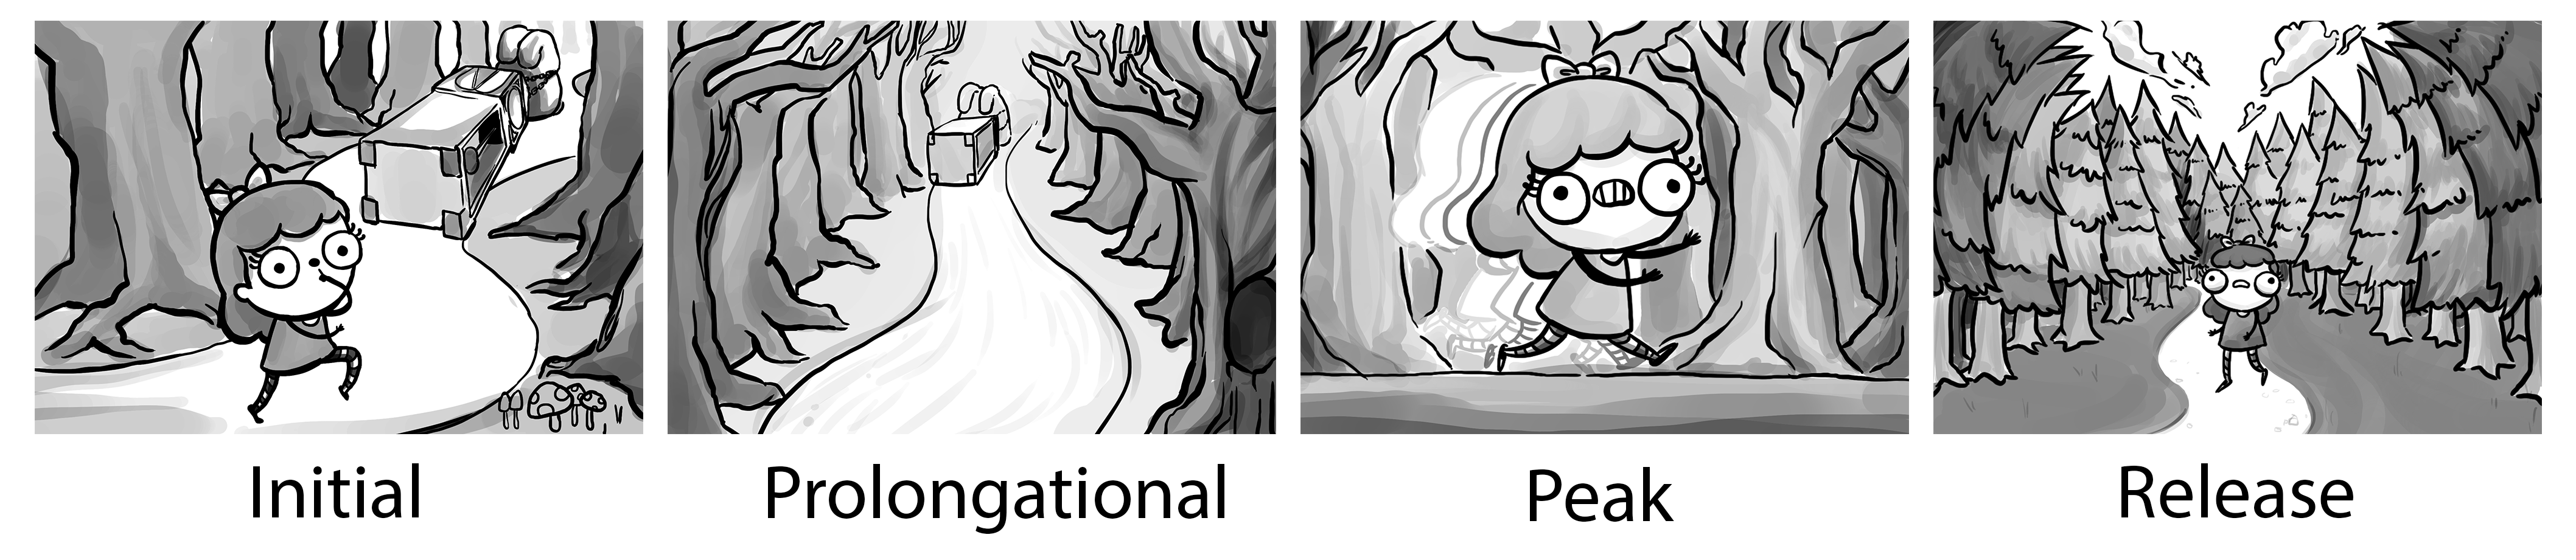 Initial
Prolongational
Peak
Release